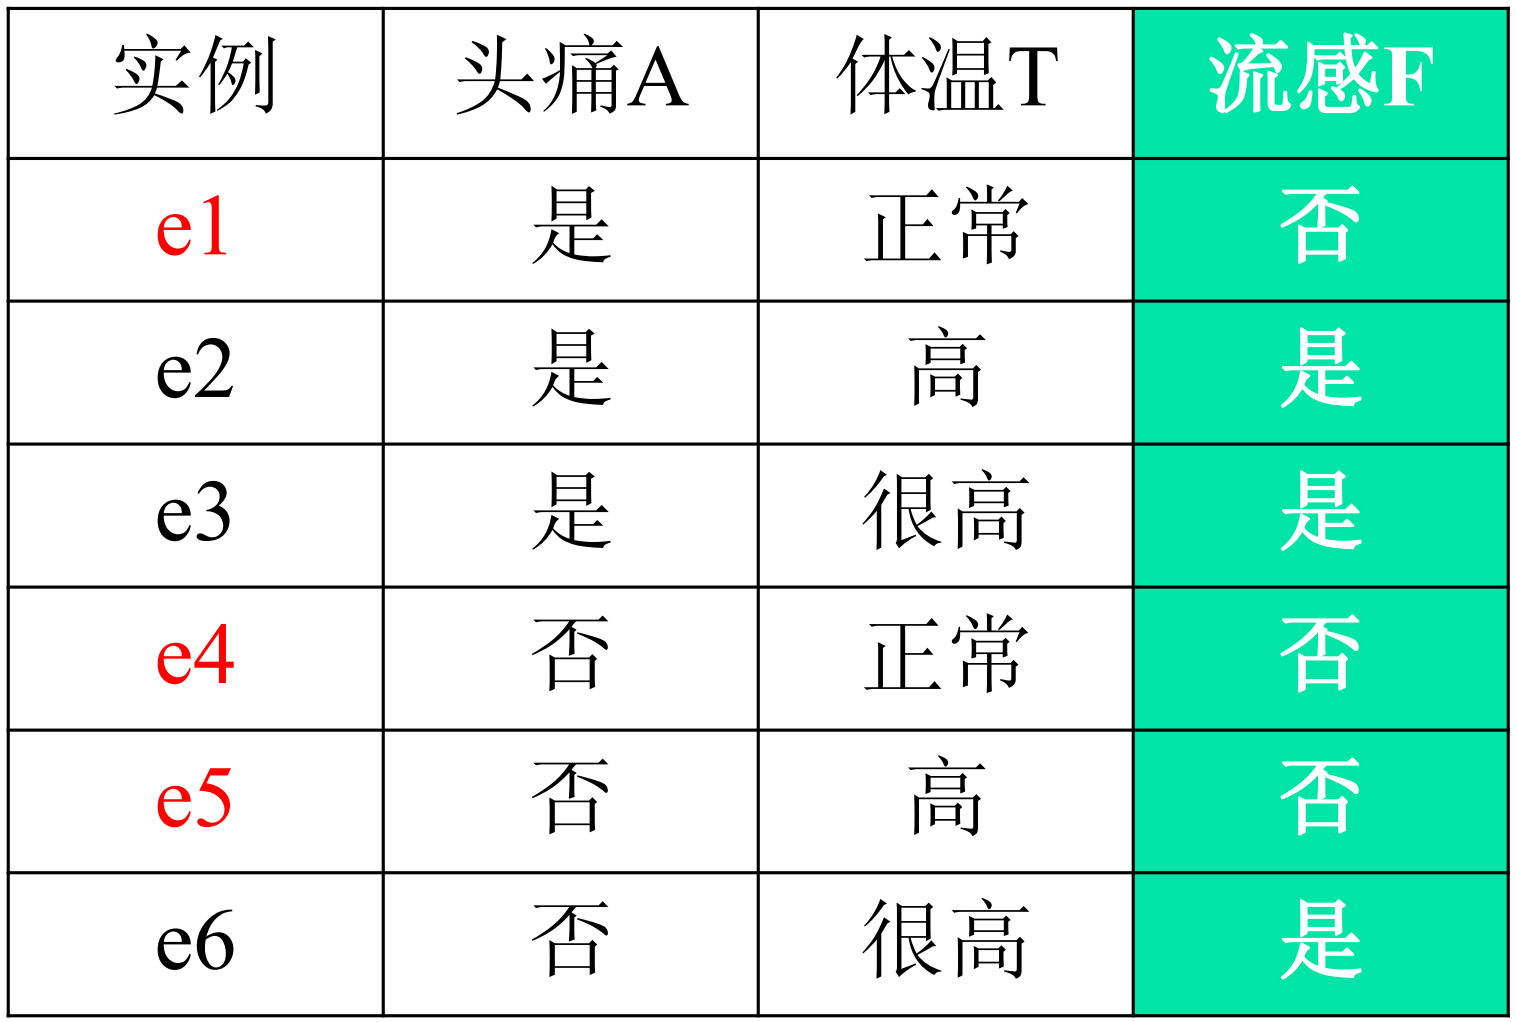 实例 头痛A 体温T 流感F
e1 是 正常 否
e2 是 高 是
e3 是 很高 是
e4 否 正常 否
e5 否 高 否
e6 否 很高 是